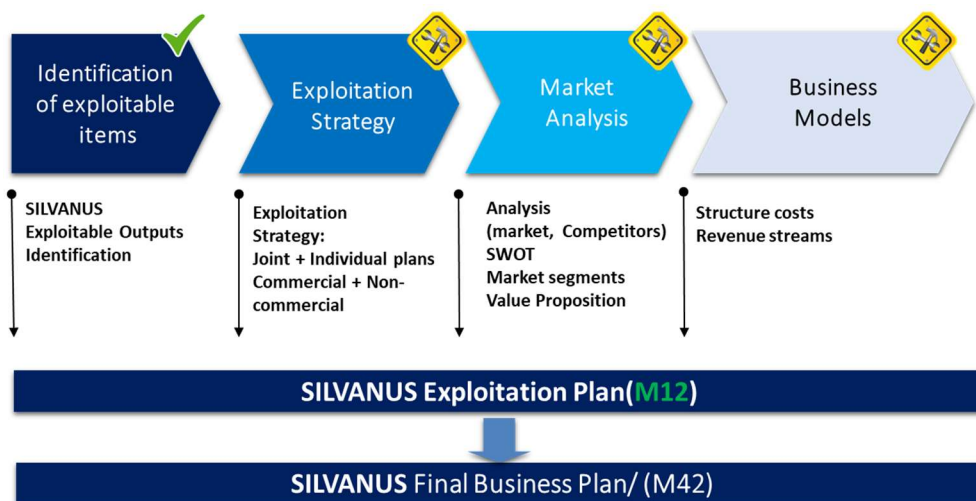 Identification
of exploitable
items
Exploitation
Strategy
Market
Analysis
Business
Models
SILVANUS
Exploitable Outputs
Identification
Exploitation
Strategy:
Joint + Individual plans
Commercial + Non-
commercial
Analysis
(market, Competitors)
SWOT
Market segments
Value Proposition
Structure costs
Revenue streams
SILVANUS Exploitation Plan(M12)
SILVANUS Final Business Plan/ (M42)